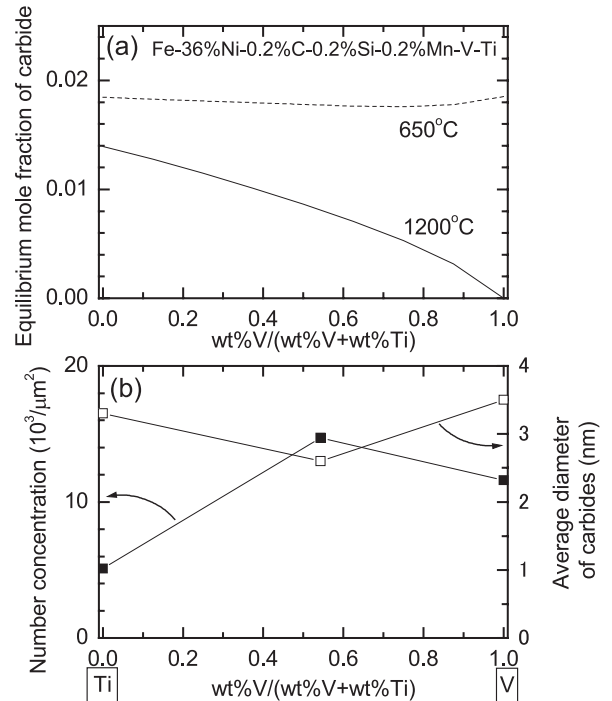 (a) Fe-36%Ni-0.2%C-0.2%Si-0.2%Mn-V-Ti
Equilibrium mole fraction of carbide
0.02
0.01
0.00
650°C
1200°C
0.0 0.2 0.4 0.6 0.8 1.0
wt%V/(wt%V+wt%Ti)
(b)
Number concentration (10³/μm²)
20
10
0
4
3
2
1
0
Average diameter
of carbides (nm)
0.0 0.2 0.4 0.6 0.8 1.0
Ti wt%V/(wt%V+wt%Ti) V